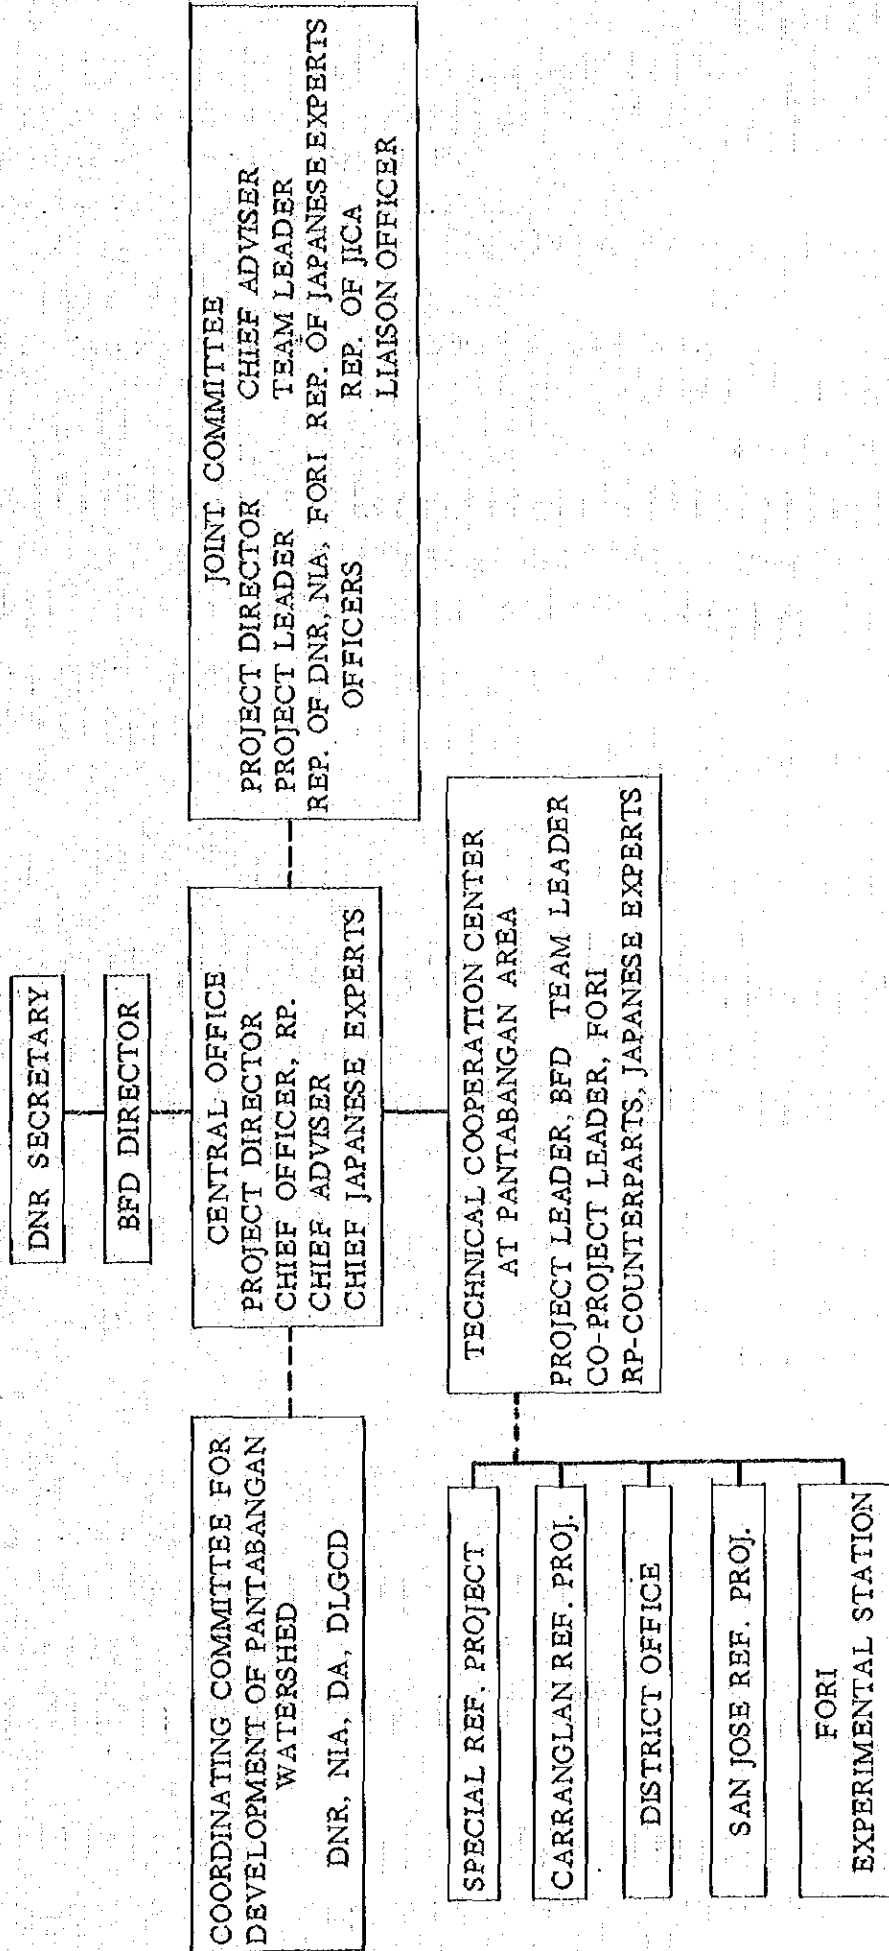 DNR SECRETARY
BFD DIRECTOR
COORDINATING COMMITTEE FOR
DEVELOPMENT OF PANTABANGAN
WATERSHED
DNR, NIA, DA, DLGCD
CENTRAL OFFICE
PROJECT DIRECTOR
CHIEF OFFICER, RP.
CHIEF ADVISER
CHIEF JAPANESE EXPERTS
JOINT COMMITTEE
PROJECT DIRECTOR CHIEF ADVISER
PROJECT LEADER TEAM LEADER
REP. OF DNR, NIA, FORI REP. OF JAPANESE EXPERTS
OFFICERS REP. OF JICA
LIAISON OFFICER
TECHNICAL COOPERATION CENTER
AT PANTABANGAN AREA
PROJECT LEADER, BFD TEAM LEADER
CO-PROJECT LEADER, FORI
RP-COUNTERPARTS, JAPANESE EXPERTS
SPECIAL REF. PROJECT
CARRANGLAN REF. PROJ.
DISTRICT OFFICE
SAN JOSE REF. PROJ.
FORI
EXPERIMENTAL STATION